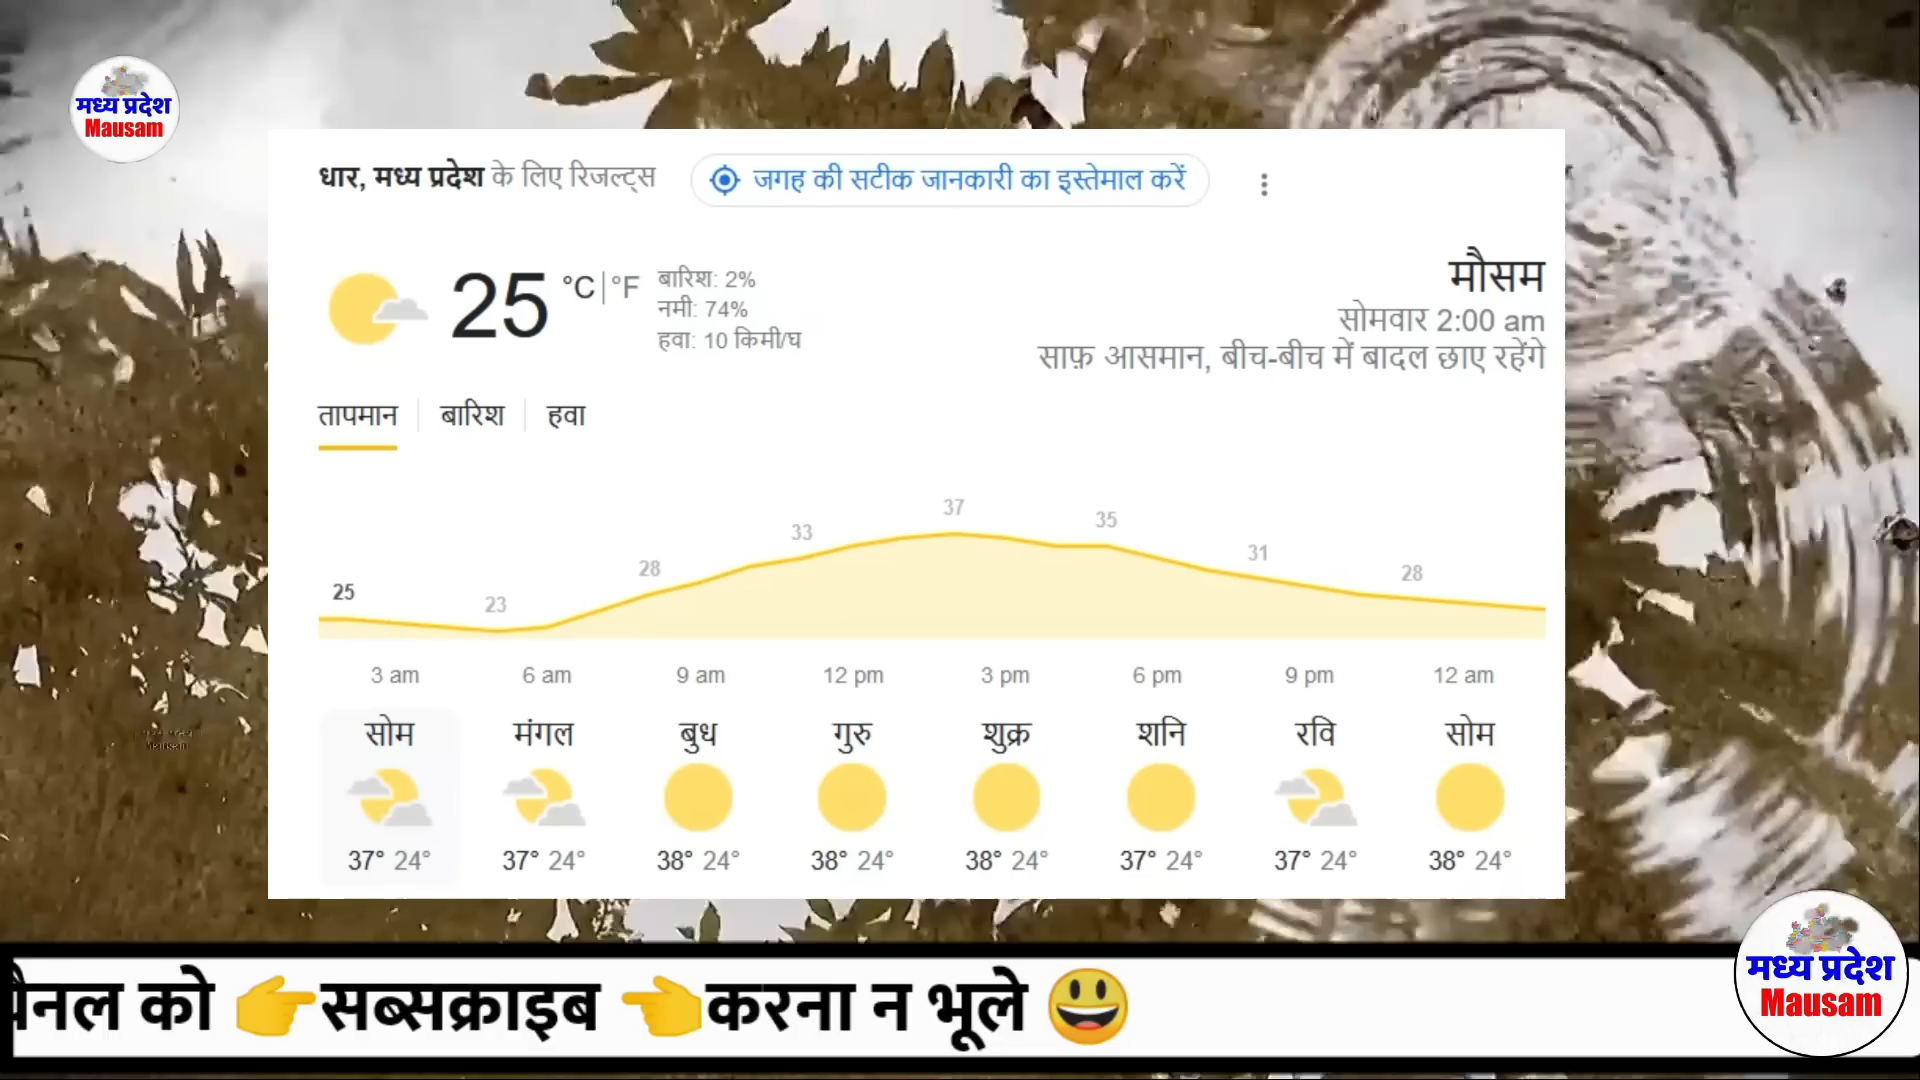 मध्य प्रदेश
Mausam
धार, मध्य प्रदेश के लिए रिजल्ट्स
जगह की सटीक जानकारी का इस्तेमाल करें
25 °C | °F
बारिश: 2%
नमी: 74%
हवा: 10 किमी/घ
मौसम
सोमवार 2:00 am
साफ़ आसमान, बीच-बीच में बादल छाए रहेंगे
तापमान बारिश हवा
25 23 28 33 37 35 31 28
3 am 6 am 9 am 12 pm 3 pm 6 pm 9 pm 12 am
सोम मंगल बुध गुरु शुक्र शनि रवि सोम
37° 24° 37° 24° 38° 24° 38° 24° 38° 24° 37° 24° 37° 24° 38° 24°
को 👉सब्सक्राइब 👈करना न भूले 😃
मध्य प्रदेश
Mausam